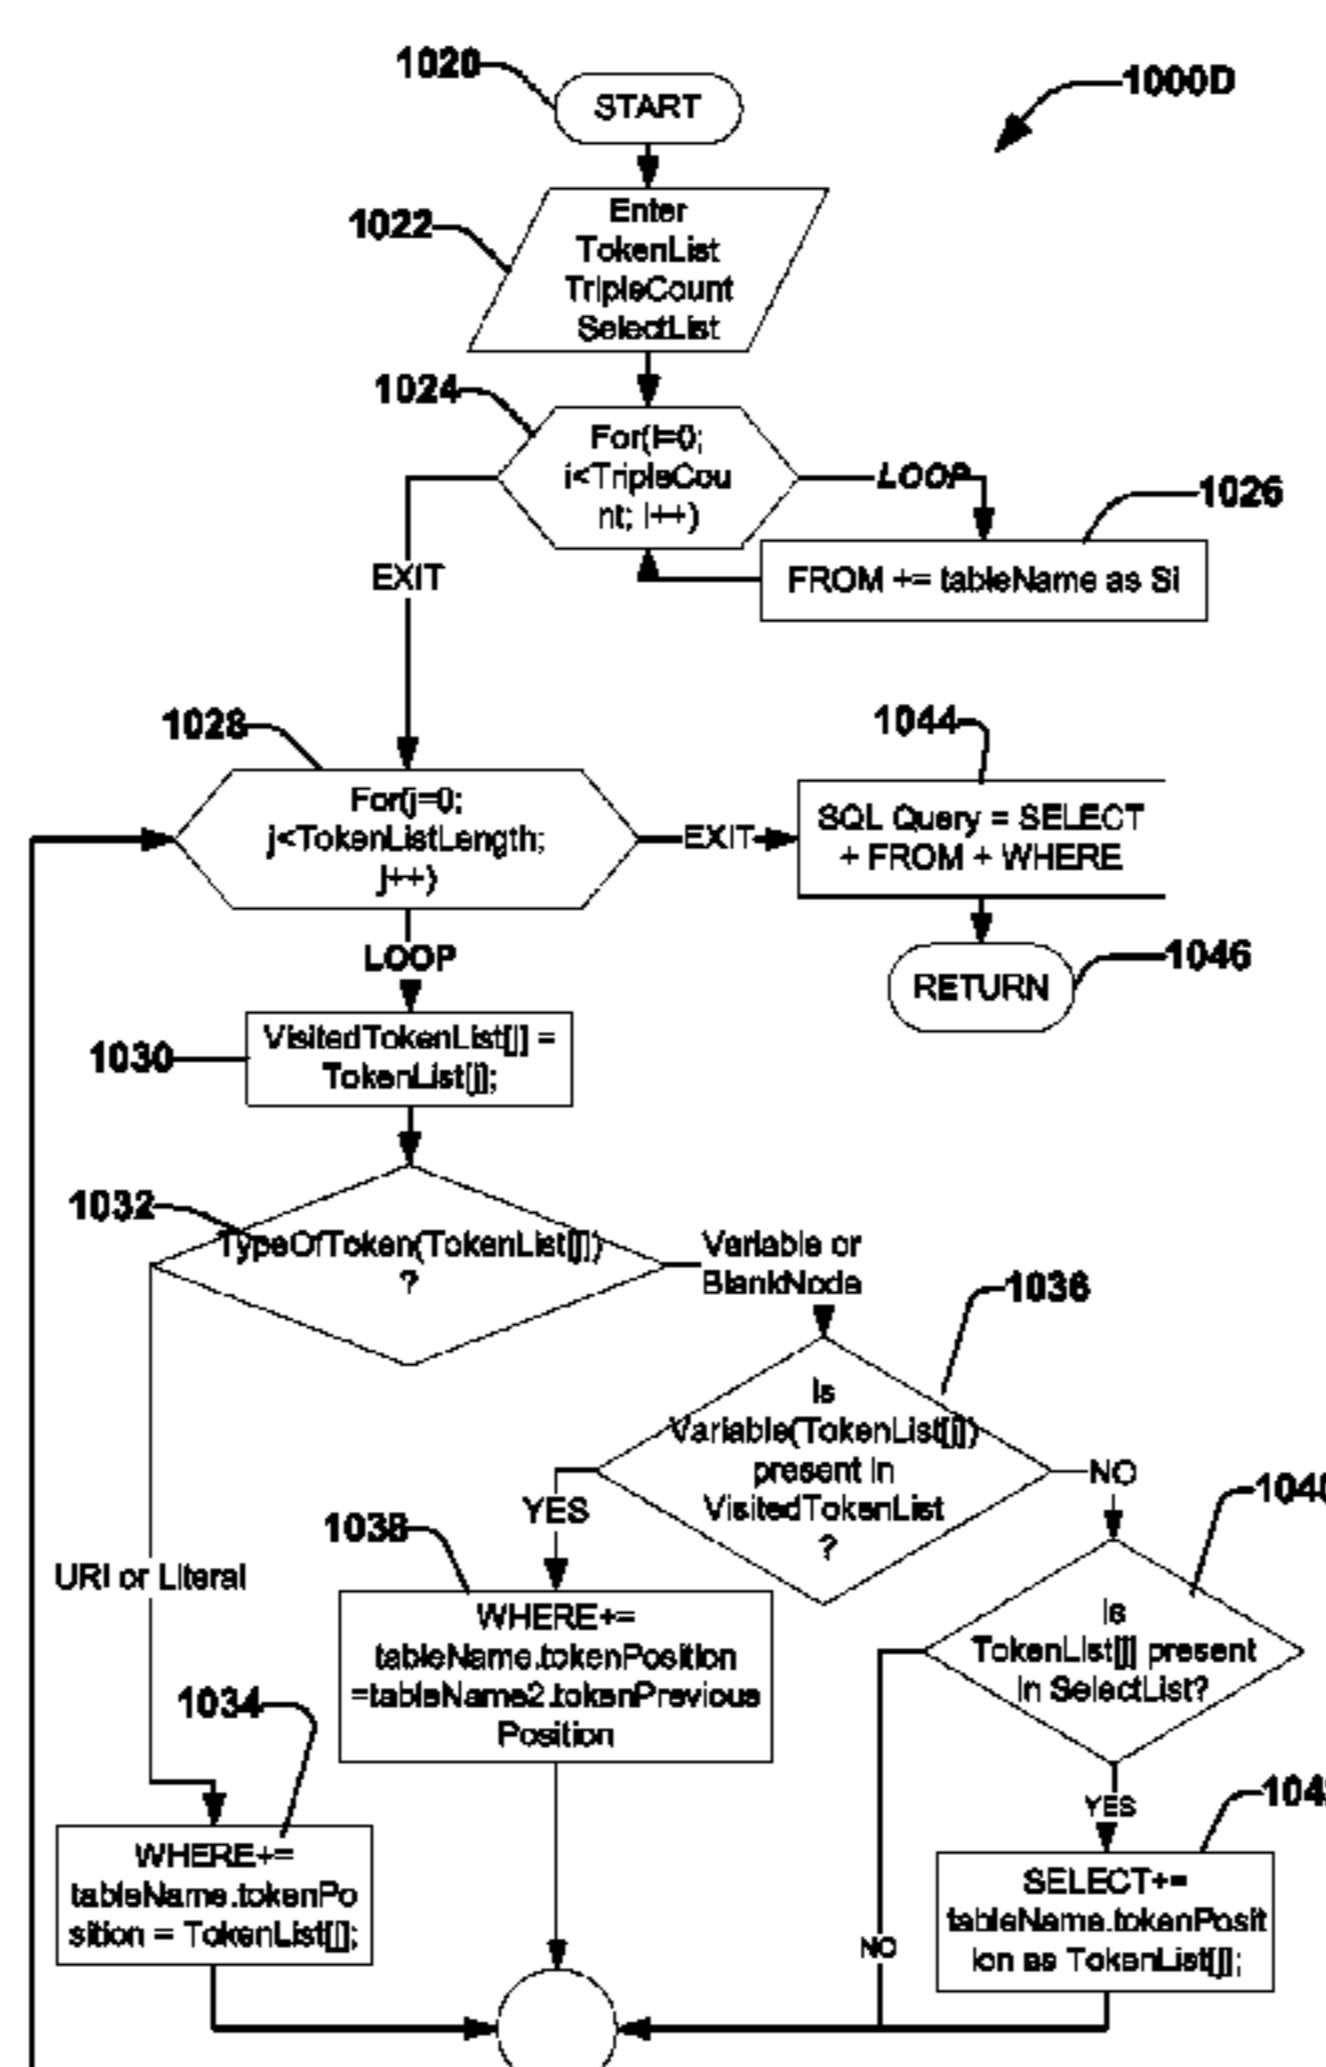 1020
START
1000D
1022
Enter
TokenList
TripleCount
SelectList
1024
For(i=0;
i<TripleCou
nt; i++)
LOOP
1026
FROM += tableName as Si
EXIT
1028
For(j=0;
j<TokenListLength;
j++)
EXIT
1044
SQL Query = SELECT
+ FROM + WHERE
LOOP
RETURN
1046
1030
VisitedTokenList[j] =
TokenList[j];
1032
TypeOfToken(TokenList[j])
?
Variable or
BlankNode
1036
Is
Variable(TokenList[j])
present in
VisitedTokenList
?
YES
NO
1038
URI or Literal
WHERE+=
tableName.tokenPosition
=tableName2.tokenPrevious
Position
Is
TokenList[j] present
in SelectList?
1034
YES
WHERE+=
tableName.tokenPo
sition = TokenList[j];
SELECT+=
tableName.tokenPosit
ion as TokenList[j];
NO